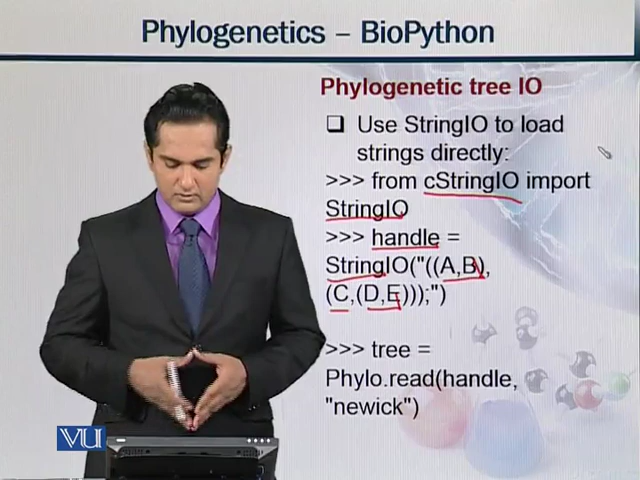 Phylogenetics – BioPython
Phylogenetic tree IO
❑ Use StringIO to load
strings directly:
>>> from cStringIO import
StringIO
>>> handle =
StringIO("((A,B),
(C,(D,E)));")
>>> tree =
Phylo.read(handle,
"newick")
VU